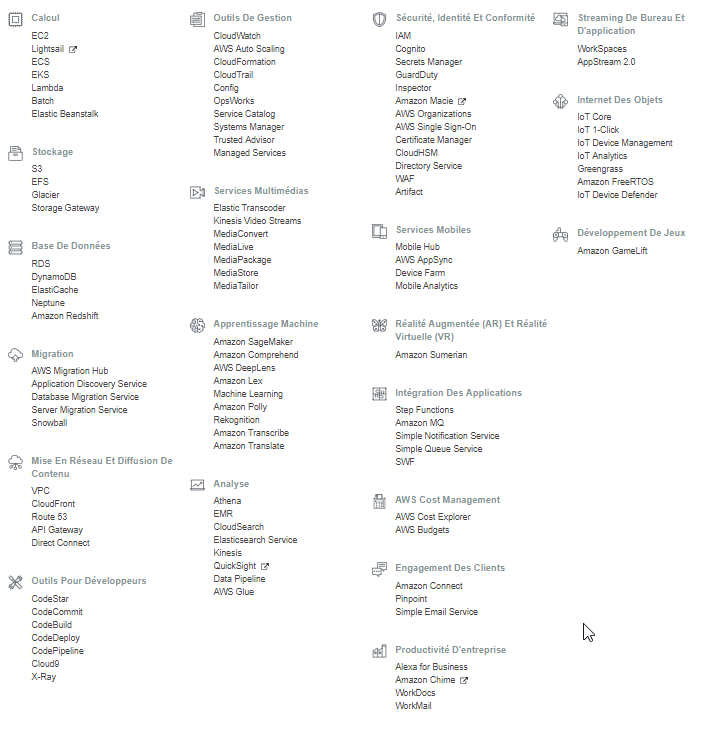 Calcul
EC2
Lightsail
ECS
EKS
Lambda
Batch
Elastic Beanstalk
Stockage
S3
EFS
Glacier
Storage Gateway
Base De Données
RDS
DynamoDB
ElastiCache
Neptune
Amazon Redshift
Migration
AWS Migration Hub
Application Discovery Service
Database Migration Service
Server Migration Service
Snowball
Mise En Réseau Et Diffusion De
Contenu
VPC
CloudFront
Route 53
API Gateway
Direct Connect
Outils Pour Développeurs
CodeStar
CodeCommit
CodeBuild
CodeDeploy
CodePipeline
Cloud9
X-Ray
Outils De Gestion
CloudWatch
AWS Auto Scaling
CloudFormation
CloudTrail
Config
OpsWorks
Service Catalog
Systems Manager
Trusted Advisor
Managed Services
Services Multimédias
Elastic Transcoder
Kinesis Video Streams
MediaConvert
MediaLive
MediaPackage
MediaStore
MediaTailor
Apprentissage Machine
Amazon SageMaker
Amazon Comprehend
AWS DeepLens
Amazon Lex
Machine Learning
Amazon Polly
Rekognition
Amazon Transcribe
Amazon Translate
Analyse
Athena
EMR
CloudSearch
Elasticsearch Service
Kinesis
QuickSight
Data Pipeline
AWS Glue
Sécurité, Identité Et Conformité
IAM
Cognito
Secrets Manager
GuardDuty
Inspector
Amazon Macie
AWS Organizations
AWS Single Sign-On
Certificate Manager
CloudHSM
Directory Service
WAF
Artifact
Services Mobiles
Mobile Hub
AWS AppSync
Device Farm
Mobile Analytics
Réalité Augmentée (AR) Et Réalité
Virtuelle (VR)
Amazon Sumerian
Intégration Des Applications
Step Functions
Amazon MQ
Simple Notification Service
Simple Queue Service
SWF
AWS Cost Management
AWS Cost Explorer
AWS Budgets
Engagement Des Clients
Amazon Connect
Pinpoint
Simple Email Service
Productivité D'entreprise
Alexa for Business
Amazon Chime
WorkDocs
WorkMail
Streaming De Bureau Et
D'application
WorkSpaces
AppStream 2.0
Internet Des Objets
IoT Core
IoT 1-Click
IoT Device Management
IoT Analytics
Greengrass
Amazon FreeRTOS
IoT Device Defender
Développement De Jeux
Amazon GameLift